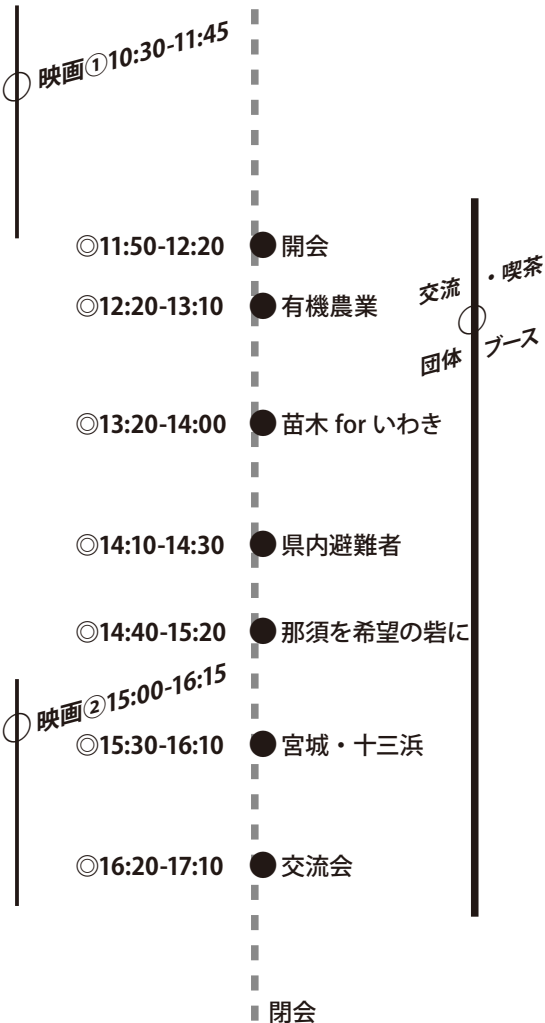 映画①10:30-11:45
◎11:50-12:20 ●開会
◎12:20-13:10 ●有機農業
交流・喫茶
団体ブース
◎13:20-14:00 ●苗木 for いわき
◎14:10-14:30 ●県内避難者
◎14:40-15:20 ●那須を希望の砦に
映画②15:00-16:15
◎15:30-16:10 ●宮城・十三浜
◎16:20-17:10 ●交流会
閉会